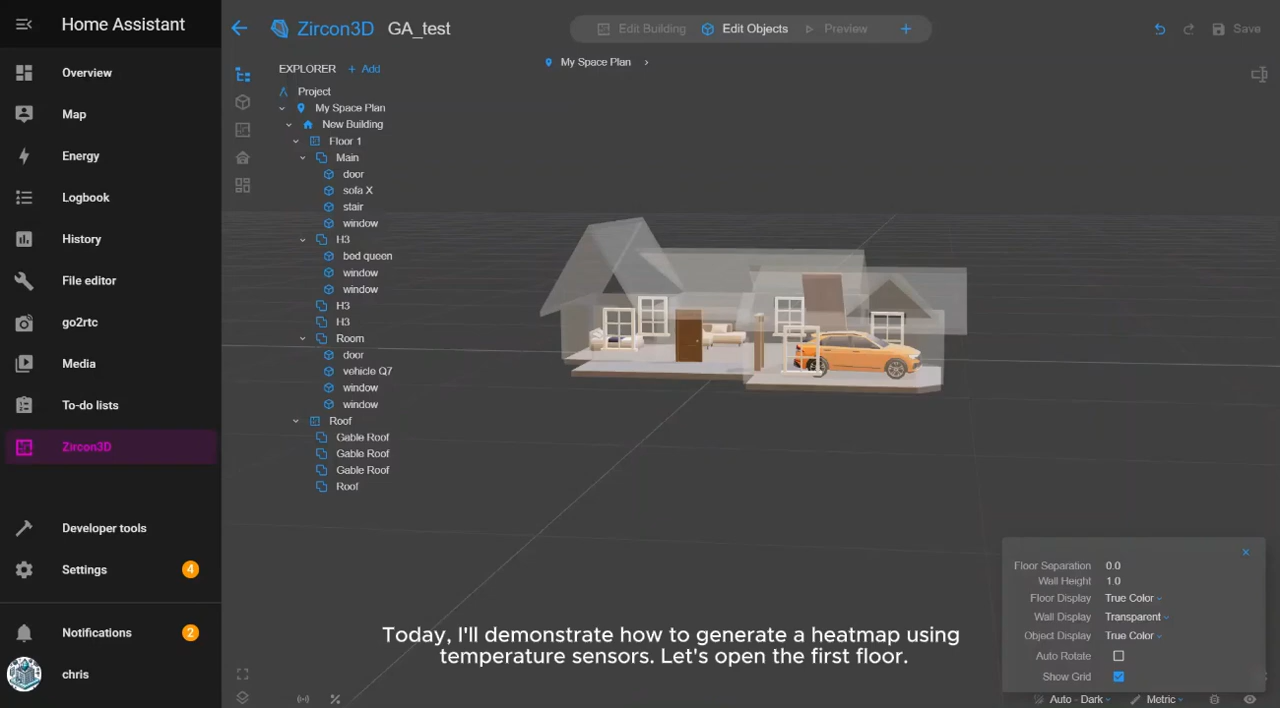 Home Assistant
Overview
Map
Energy
Logbook
History
File editor
go2rtc
Media
To-do lists
Zircon3D
Developer tools
Settings 4
Notifications 2
chris
Zircon3D GA_test
Edit Building Edit Objects Preview +
Save
EXPLORER + Add
My Space Plan ›
Project
My Space Plan
New Building
Floor 1
Main
door
sofa X
stair
window
H3
bed queen
window
window
H3
H3
Room
door
vehicle Q7
window
window
Roof
Gable Roof
Gable Roof
Gable Roof
Roof
Floor Separation 0.0
Wall Height 1.0
Floor Display True Color
Wall Display Transparent
Object Display True Color
Auto Rotate
Show Grid
Today, I'll demonstrate how to generate a heatmap using
temperature sensors. Let's open the first floor.
Auto - Dark Metric